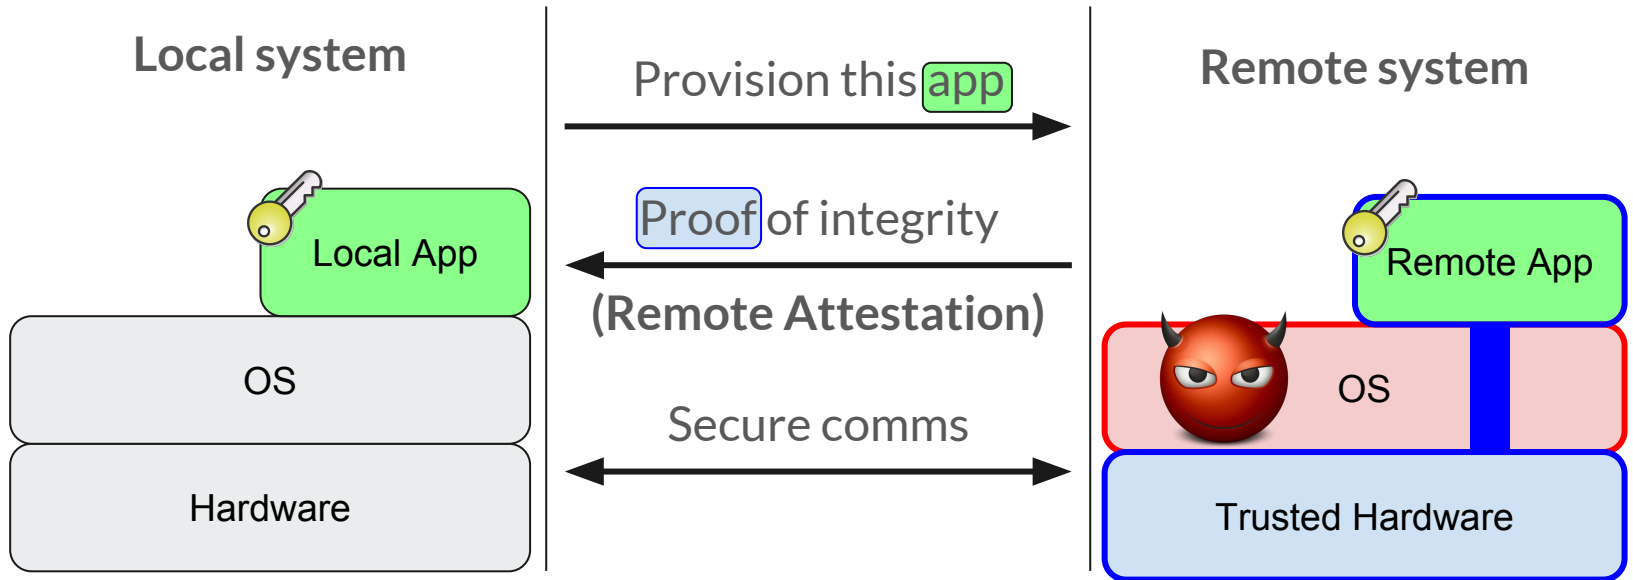 Local system
Provision this app
Remote system
Proof of integrity
Local App
Remote App
(Remote Attestation)
OS
OS
Secure comms
Hardware
Trusted Hardware